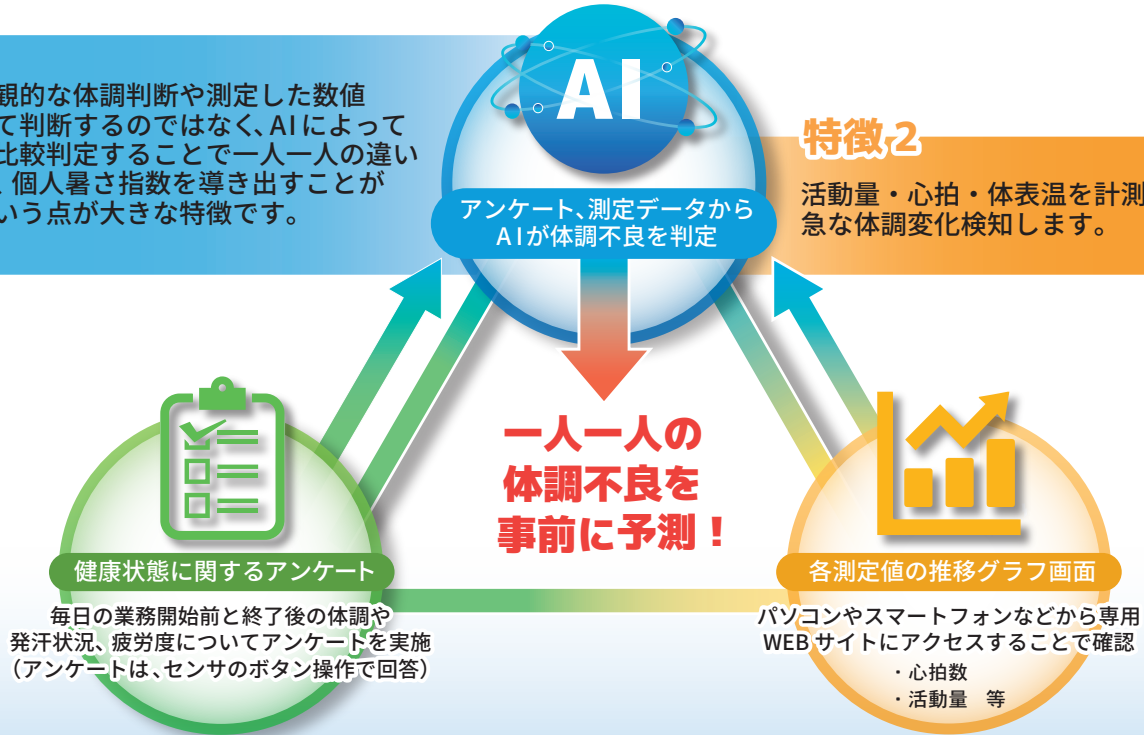 観的な体調判断や測定した数値
て判断するのではなく、AIによって
比較判定することで一人一人の違い
、個人暑さ指数を導き出すことが
いう点が大きな特徴です。
AI
アンケート、測定データから
AIが体調不良を判定
特徴2
活動量・心拍・体表温を計測
急な体調変化検知します。
一人一人の
体調不良を
事前に予測！
健康状態に関するアンケート
毎日の業務開始前と終了後の体調や
発汗状況、疲労度についてアンケートを実施
（アンケートは、センサのボタン操作で回答）
各測定値の推移グラフ画面
パソコンやスマートフォンなどから専用
WEBサイトにアクセスすることで確認
・心拍数
・活動量　等